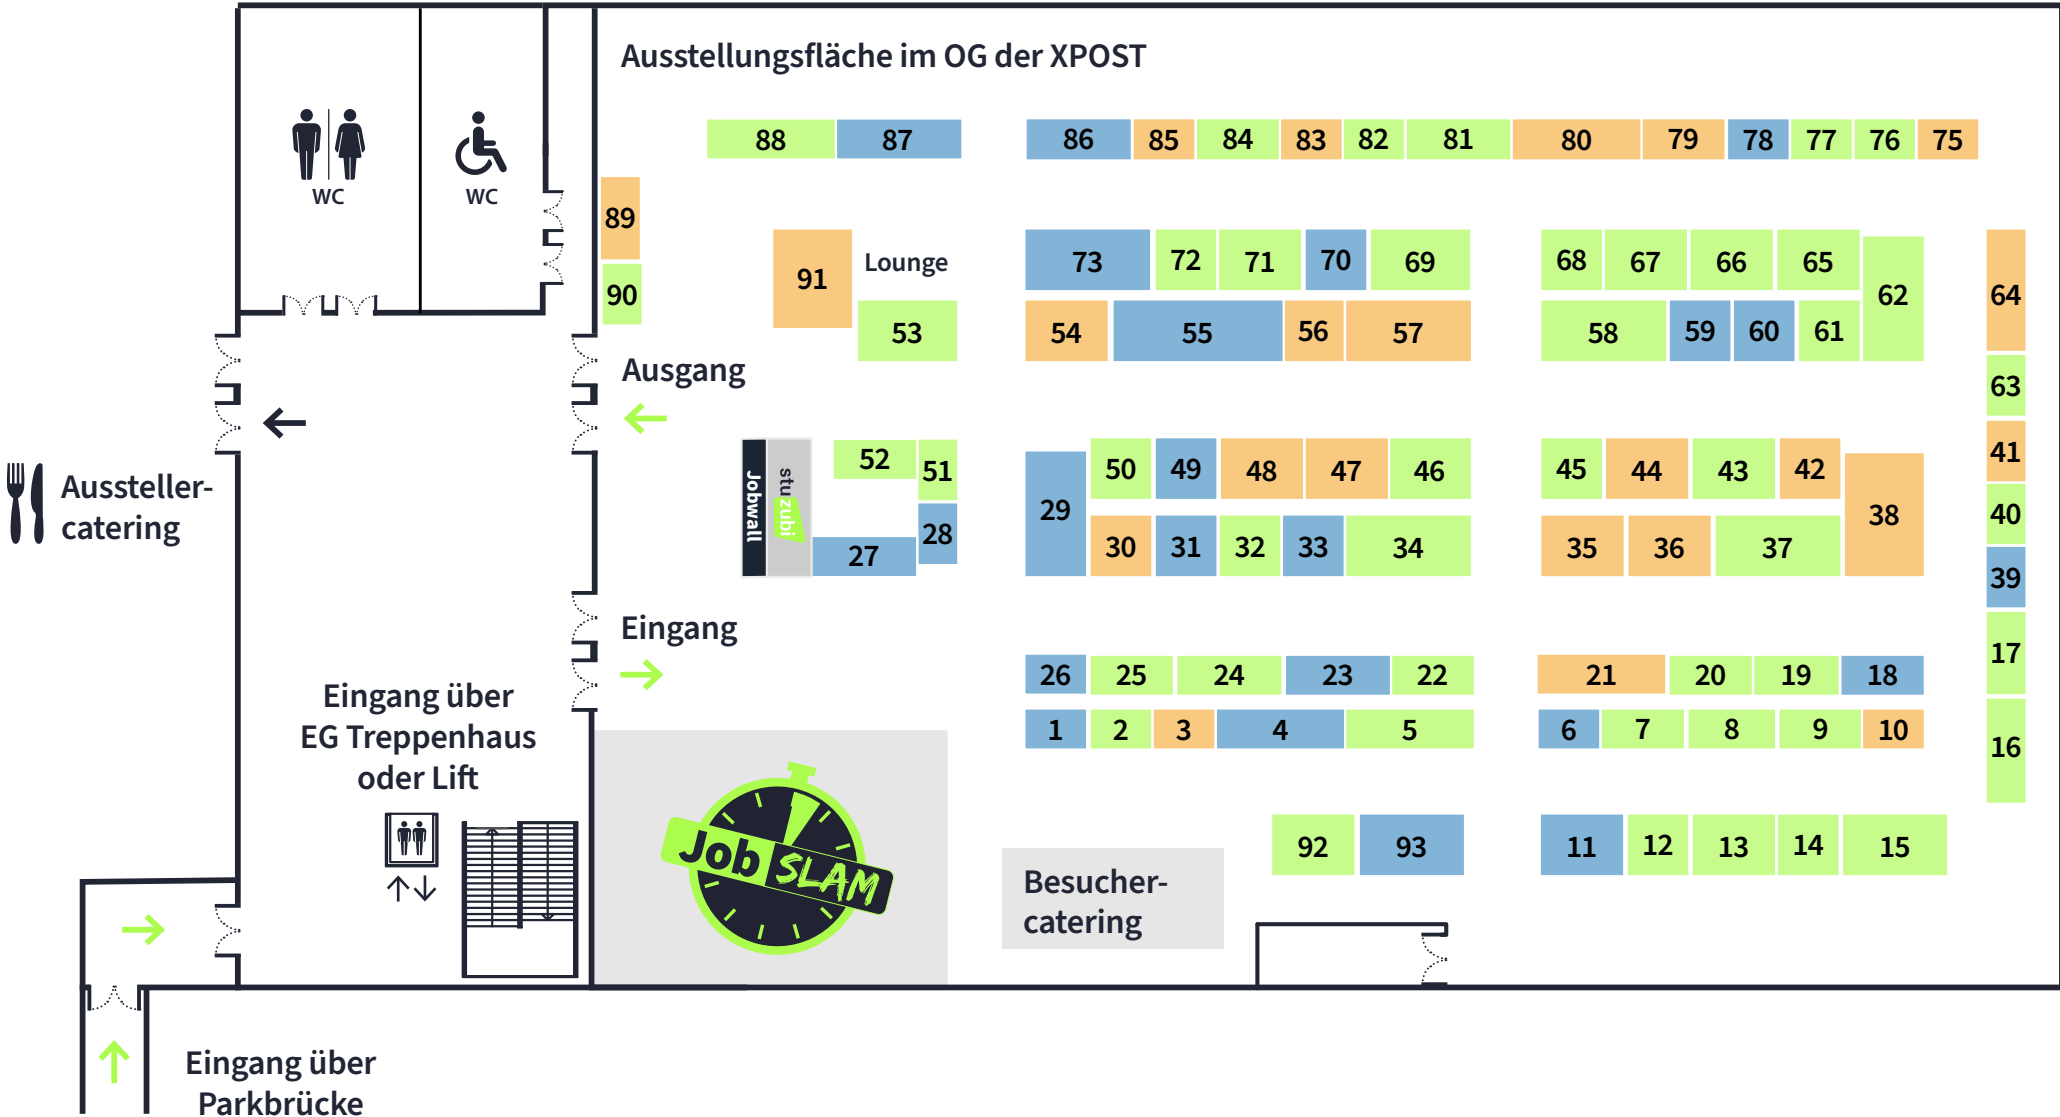 Ausstellungsfläche im OG der XPOST
WC
WC
88 87 86 85 84 83 82 81 80 79 78 77 76 75
89
90
91
Lounge
53
73 72 71 70 69
54 55 56 57
68 67 66 65
62
58 59 60 61
64
63
41
40
39
17
16
Ausgang
Aussteller-
catering
Jobwall
stuzubi
52 51
28
27
29
50 49 48 47 46
30 31 32 33 34
45 44 43 42
38
35 36 37
Eingang
26 25 24 23 22
1 2 3 4 5
21 20 19 18
6 7 8 9 10
Eingang über
EG Treppenhaus
oder Lift
Job SLAM
Besucher-
catering
92 93
11 12 13 14 15
Eingang über
Parkbrücke